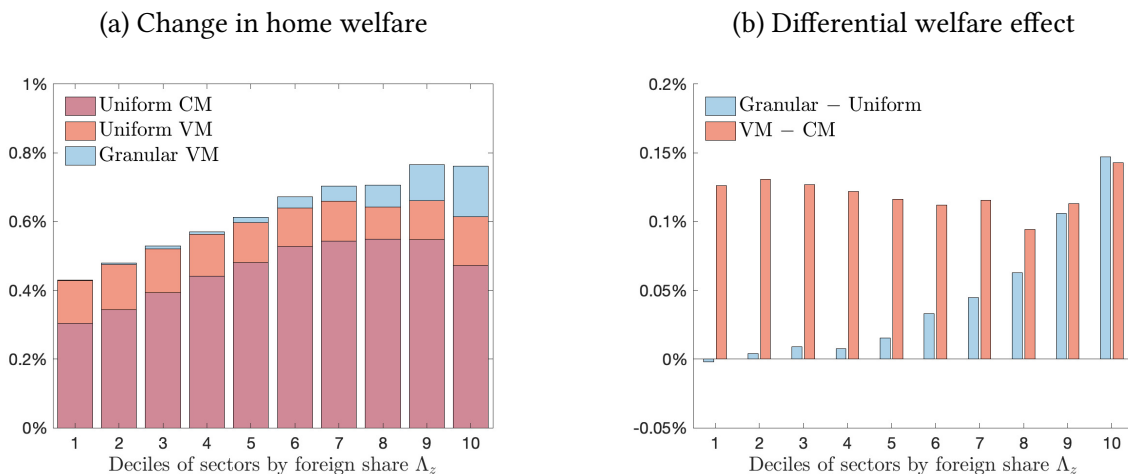 (a) Change in home welfare
1%
0.8%
0.6%
0.4%
0.2%
0%
Uniform CM
Uniform VM
Granular VM
1 2 3 4 5 6 7 8 9 10
Deciles of sectors by foreign share Λz
(b) Differential welfare effect
0.2%
0.15%
0.1%
0.05%
0%
-0.05%
Granular − Uniform
VM − CM
1 2 3 4 5 6 7 8 9 10
Deciles of sectors by foreign share Λz